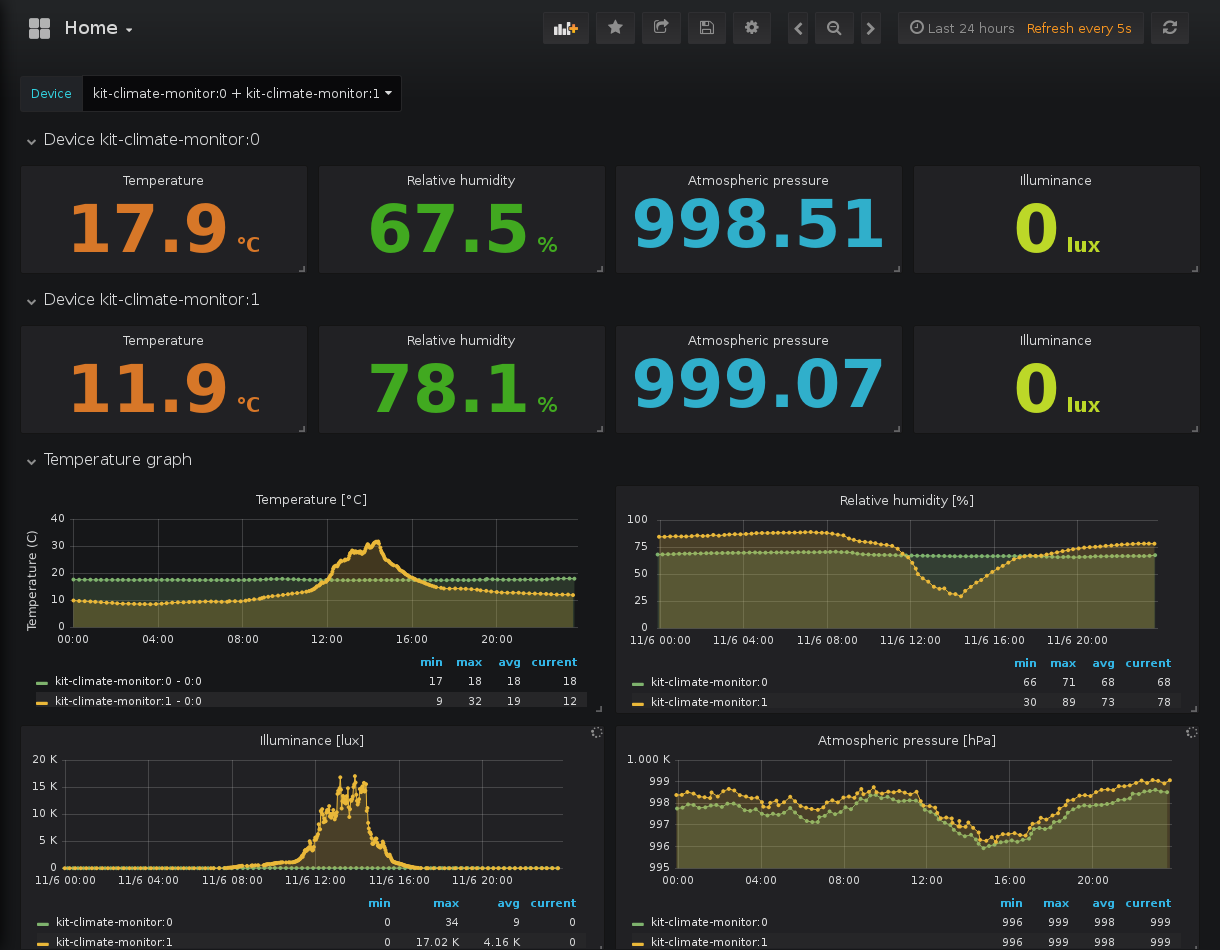 Home
Last 24 hours Refresh every 5s
Device kit-climate-monitor:0 + kit-climate-monitor:1
Device kit-climate-monitor:0
Temperature Relative humidity Atmospheric pressure Illuminance
17.9 °C 67.5 % 998.51 0 lux
Device kit-climate-monitor:1
Temperature Relative humidity Atmospheric pressure Illuminance
11.9 °C 78.1 % 999.07 0 lux
Temperature graph
Temperature [°C]
Temperature (C)
40
30
20
10
0
00:00 04:00 08:00 12:00 16:00 20:00
min max avg current
kit-climate-monitor:0 - 0:0 17 18 18 18
kit-climate-monitor:1 - 0:0 9 32 19 12
Relative humidity [%]
100
75
50
25
0
11/6 00:00 11/6 04:00 11/6 08:00 11/6 12:00 11/6 16:00 11/6 20:00
min max avg current
kit-climate-monitor:0 66 71 68 68
kit-climate-monitor:1 30 89 73 78
Illuminance [lux]
20 K
15 K
10 K
5 K
0
11/6 00:00 11/6 04:00 11/6 08:00 11/6 12:00 11/6 16:00 11/6 20:00
min max avg current
kit-climate-monitor:0 0 34 9 0
kit-climate-monitor:1 0 17.02 K 4.16 K 0
Atmospheric pressure [hPa]
1.000 K
999
998
997
996
995
00:00 04:00 08:00 12:00 16:00 20:00
min max avg current
kit-climate-monitor:0 996 999 998 999
kit-climate-monitor:1 996 999 998 999